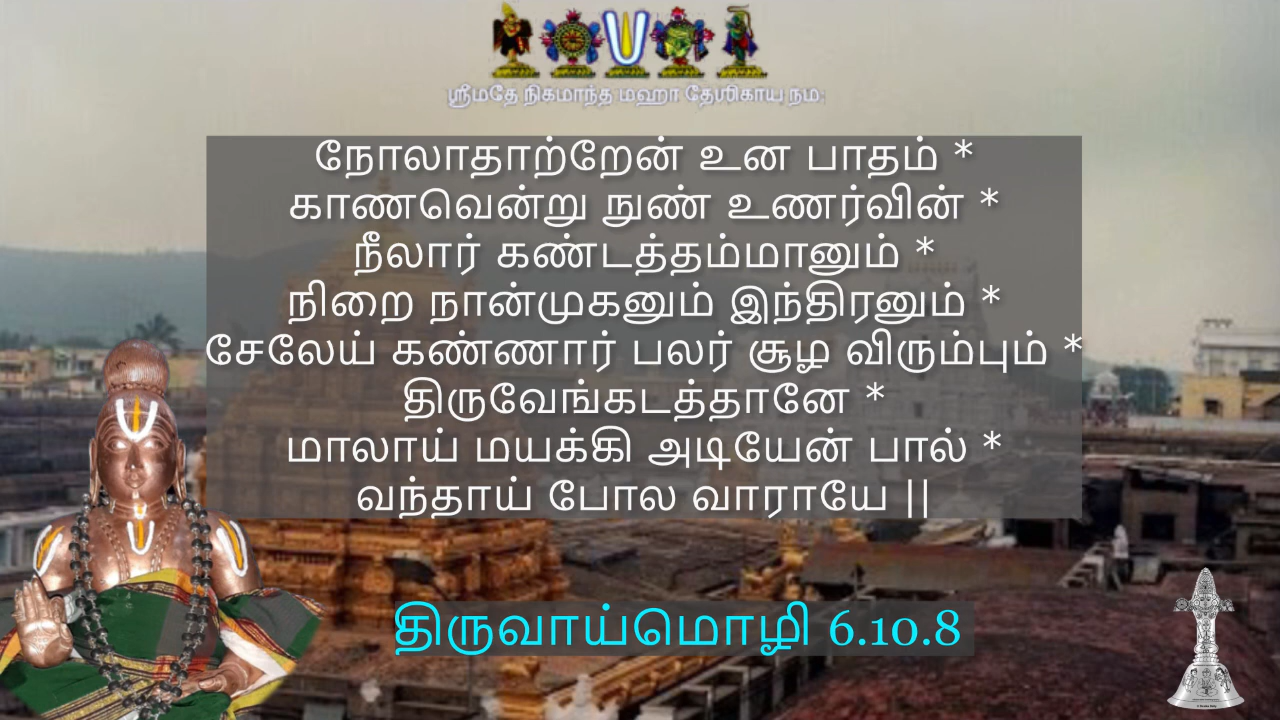 ஸ்ரீமதே நிகமாந்த மஹா தேஶிகாய நம:
நோலாதாற்றேன் உன பாதம் *
காணவென்று நுண் உணர்வின் *
நீலார் கண்டத்தம்மானும் *
நிறை நான்முகனும் இந்திரனும் *
சேலேய் கண்ணார் பலர் சூழ விரும்பும் *
திருவேங்கடத்தானே *
மாலாய் மயக்கி அடியேன் பால் *
வந்தாய் போல வாராயே ||
திருவாய்மொழி 6.10.8